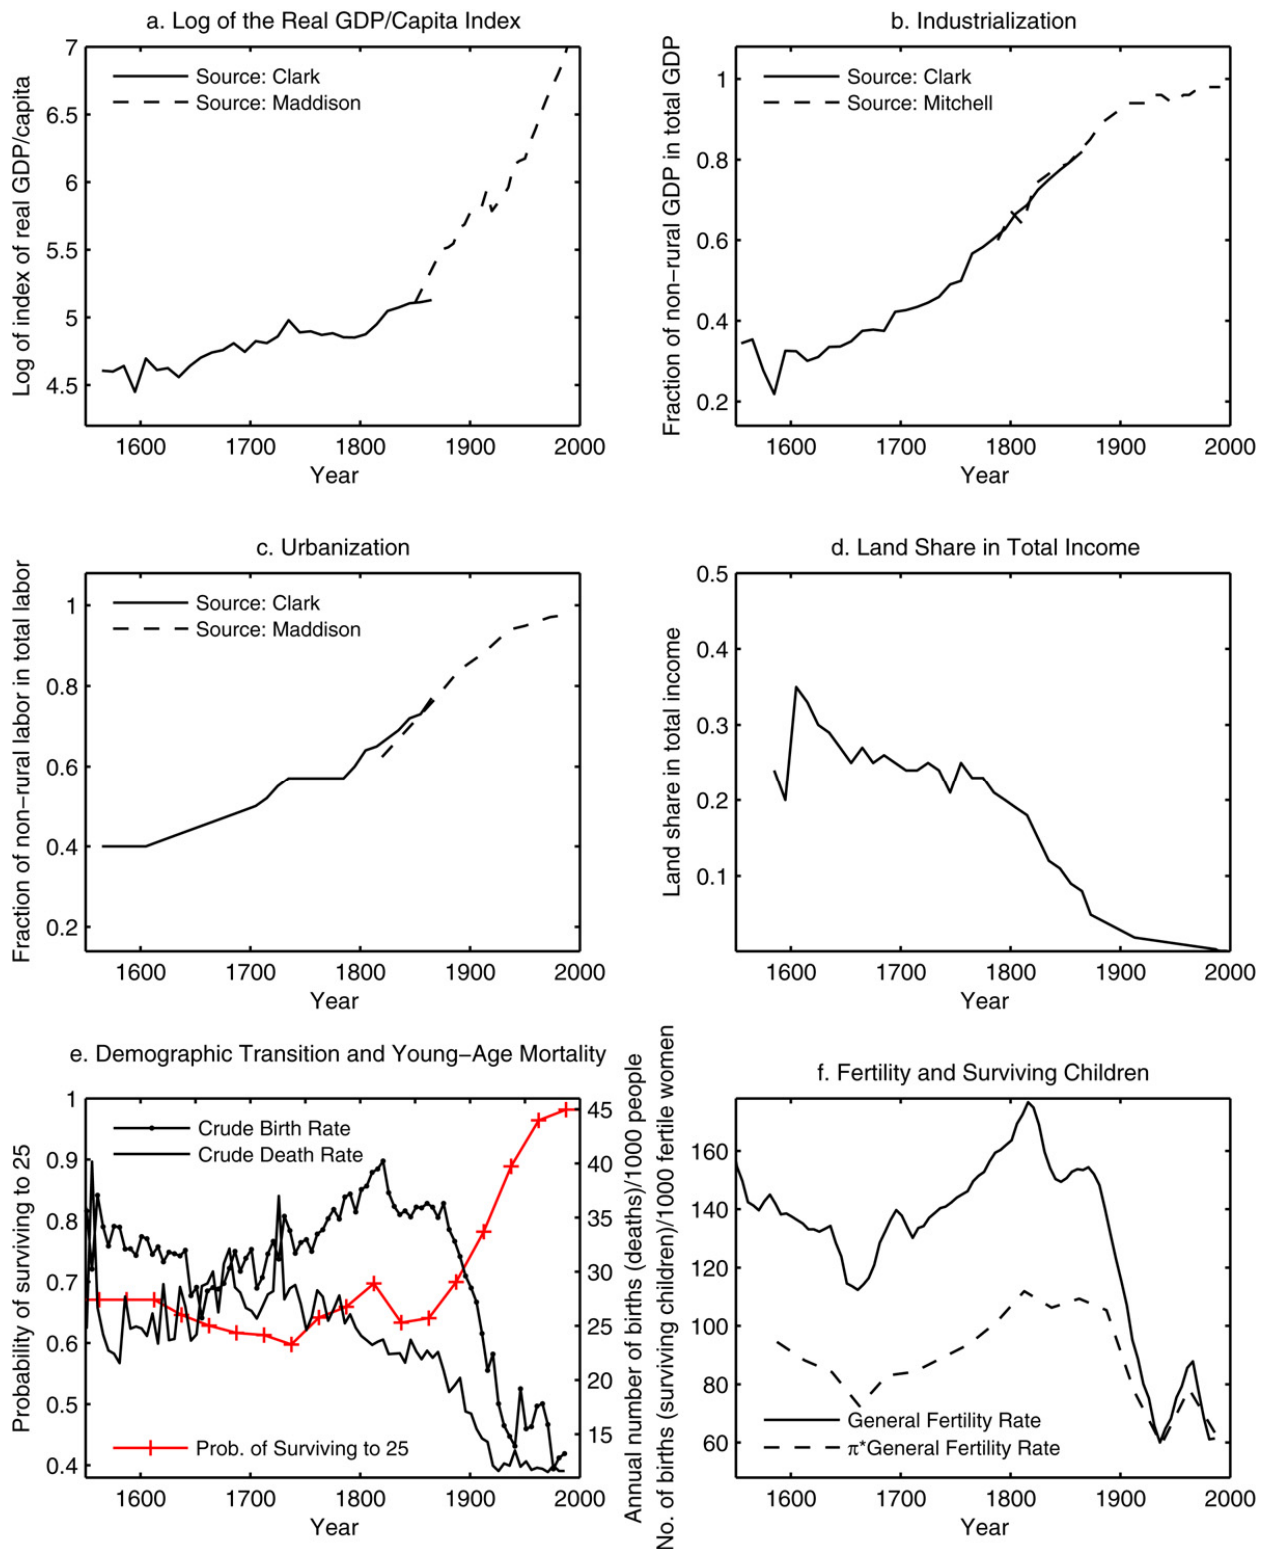 a. Log of the Real GDP/Capita Index
Log of index of real GDP/capita
7
6.5
6
5.5
5
4.5
Source: Clark
Source: Maddison
1600 1700 1800 1900 2000
Year
b. Industrialization
Fraction of non−rural GDP in total GDP
1
0.8
0.6
0.4
0.2
Source: Clark
Source: Mitchell
1600 1700 1800 1900 2000
Year
c. Urbanization
Fraction of non−rural labor in total labor
1
0.8
0.6
0.4
0.2
Source: Clark
Source: Maddison
1600 1700 1800 1900 2000
Year
d. Land Share in Total Income
Land share in total income
0.5
0.4
0.3
0.2
0.1
1600 1700 1800 1900 2000
Year
e. Demographic Transition and Young−Age Mortality
Probability of surviving to 25
1
0.9
0.8
0.7
0.6
0.5
0.4
Crude Birth Rate
Crude Death Rate
Prob. of Surviving to 25
45
40
35
30
25
20
15
Annual number of births (deaths)/1000 people
1600 1700 1800 1900 2000
Year
f. Fertility and Surviving Children
No. of births (surviving children)/1000 fertile women
160
140
120
100
80
60
General Fertility Rate
π*General Fertility Rate
1600 1700 1800 1900 2000
Year